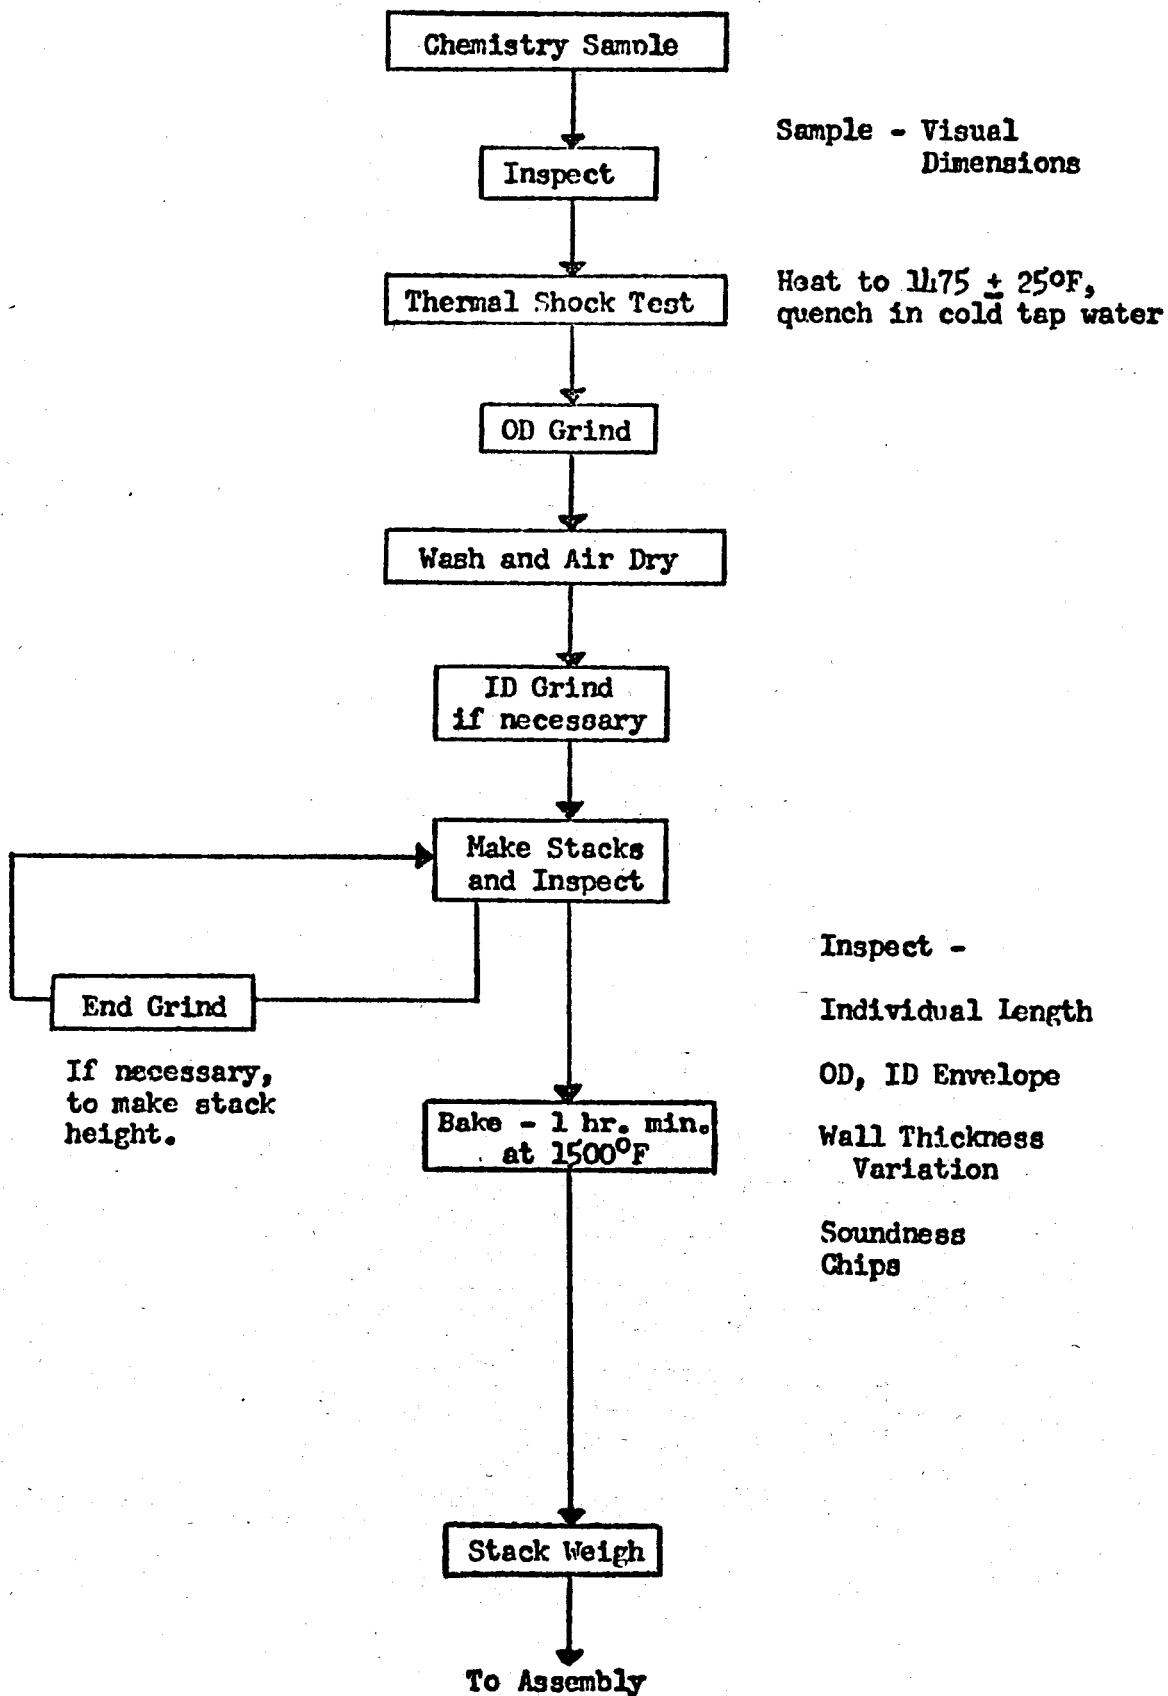 Chemistry Sample
Sample - Visual
Dimensions
Inspect
Thermal Shock Test
Heat to 1475 ± 25°F,
quench in cold tap water
OD Grind
Wash and Air Dry
ID Grind
if necessary
Make Stacks
and Inspect
End Grind
If necessary,
to make stack
height.
Inspect -
Individual Length
OD, ID Envelope
Wall Thickness
Variation
Soundness
Chips
Bake - 1 hr. min.
at 1500°F
Stack Weigh
To Assembly